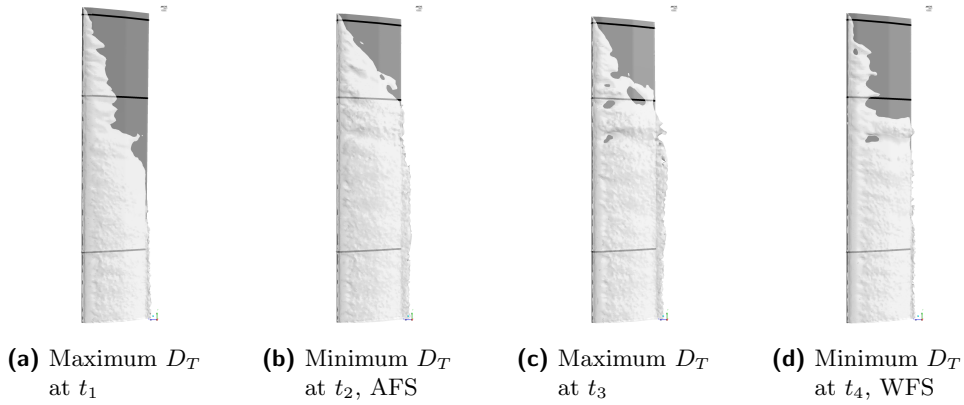 (a) Maximum D_T
at t_1
(b) Minimum D_T
at t_2, AFS
(c) Maximum D_T
at t_3
(d) Minimum D_T
at t_4, WFS